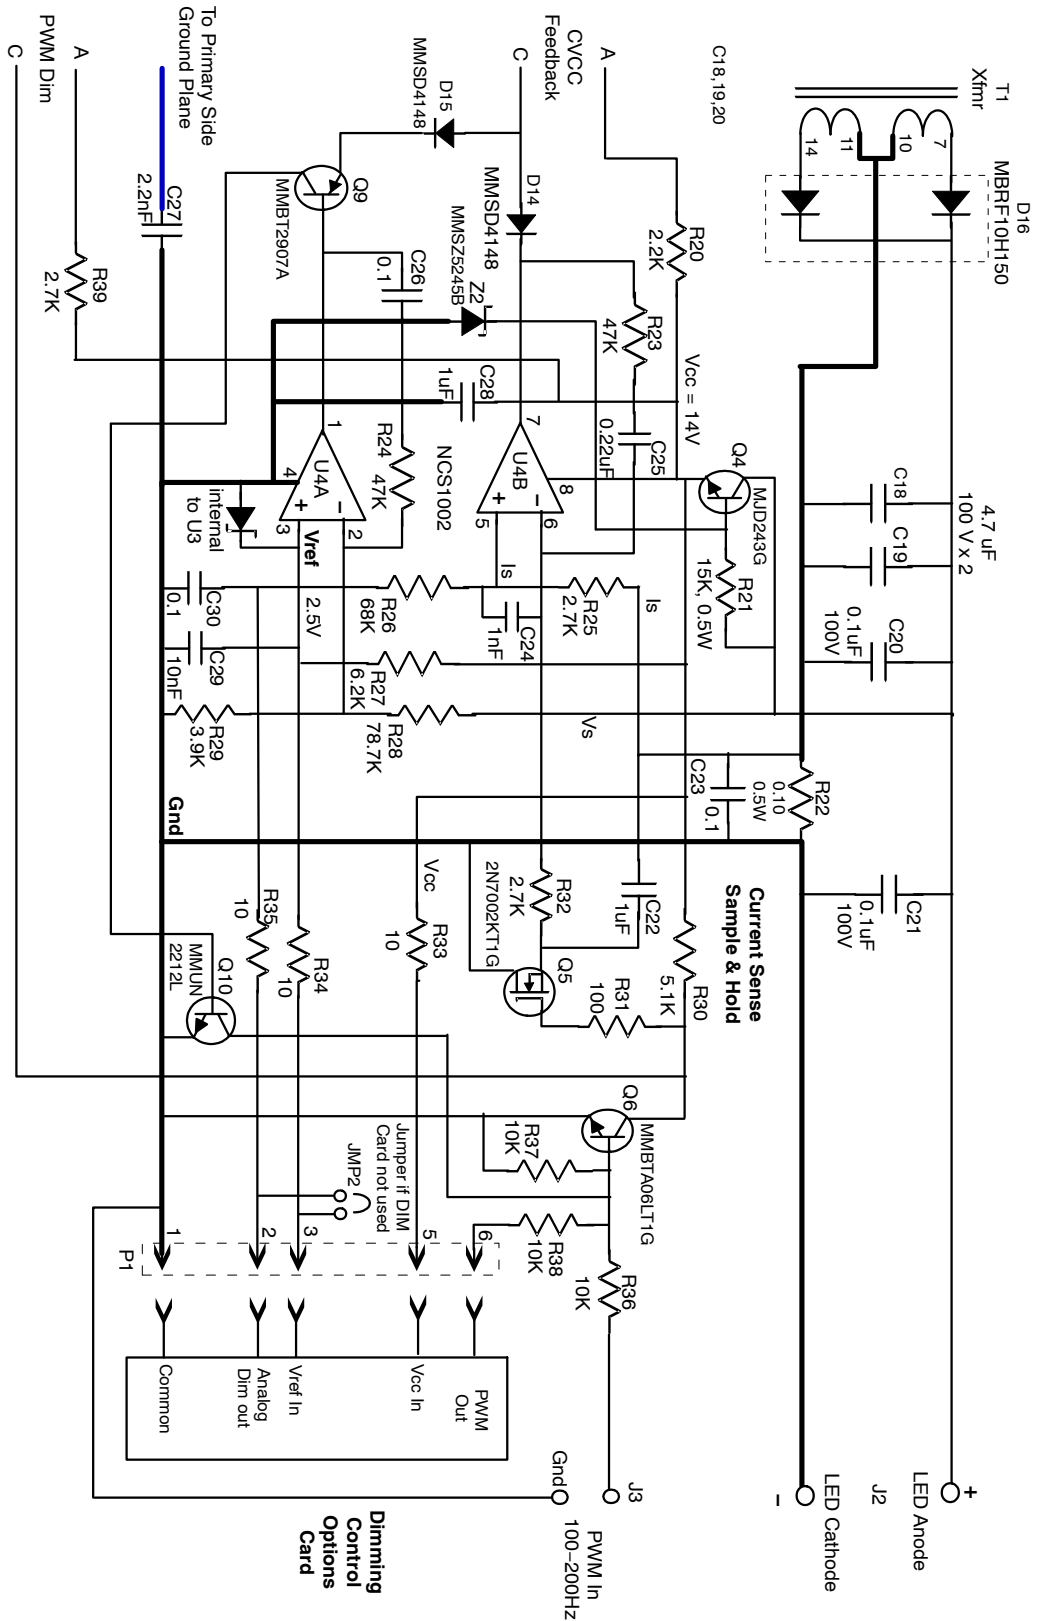 T1
Xfmr
7
10
11
14
D16
MBRF10H150
C18,19,20
4.7 uF
100 V x 2
C18
C19
C20
0.1uF
100V
C21
0.1uF
100V
+
LED Anode
J2
LED Cathode
−
R22
0.10
0.5W
C23
0.1
Current Sense
Sample & Hold
A
CVCC
Feedback
C
R20
2.2K
Vcc = 14V
Q4
MJD243G
R21
15K, 0.5W
R23
47K
C25
0.22uF
D14
MMSD4148
D15
MMSD4148
Z2
MMSZ5245B
C28
1uF
7
U4B
8
−
+
6
5
NCS1002
Is
Is
R25
2.7K
C24
1nF
Vs
R32
2.7K
C22
1uF
2N7002KT1G
Q5
R31
100
R30
5.1K
Q6
MMBTA06LT1G
R37
10K
R38
10K
R36
10K
J3
PWM In
100−200Hz
Gnd
Q9
MMBT2907A
C26
0.1
R24
47K
1
U4A
4
−
+
2
3
Vref
2.5V
internal
to U3
R26
68K
R27
6.2K
R28
78.7K
R29
3.9K
C30
0.1
C29
10nF
Gnd
Vcc
R33
10
R34
10
R35
10
Q10
MMUN
2212L
Jumper if DIM
Card not used
JMP2
6
5
3
2
1
P1
PWM
Out
Vcc In
Vref In
Analog
Dim out
Common
Dimming
Control
Options
Card
To Primary Side
Ground Plane
C27
2.2nF
A
PWM Dim
C
R39
2.7K